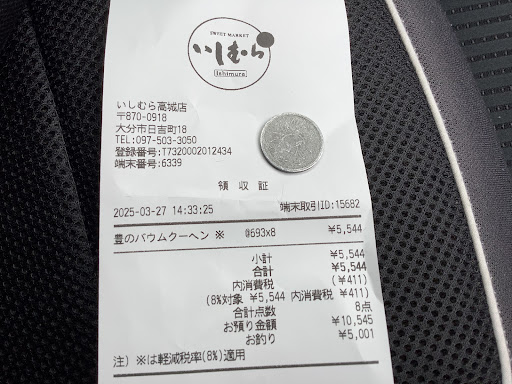 SWEET MARKET
いしむら
Ishimura
いしむら高城店
〒870-0918
大分市日吉町18
TEL:097-503-3050
登録番号:T7320002012434
端末番号:6339
領 収 証
2025-03-27 14:33:25 端末取引ID:15682
豊のバウムクーヘン ※ @693x8 ¥5,544
小計 ¥5,544
合計 ¥5,544
内消費税 (¥411)
(8%対象 ¥5,544 内消費税 ¥411)
合計点数 8点
お預り金額 ¥10,545
お釣り ¥5,001
注) ※は軽減税率(8%)適用